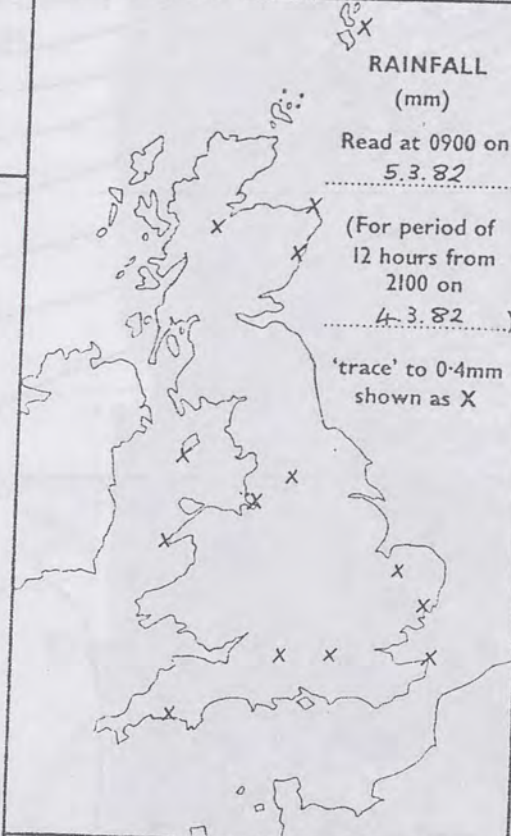 RAINFALL
(mm)
Read at 0900 on
5.3.82
(For period of
12 hours from
2100 on
4.3.82 )
'trace' to 0·4mm
shown as X